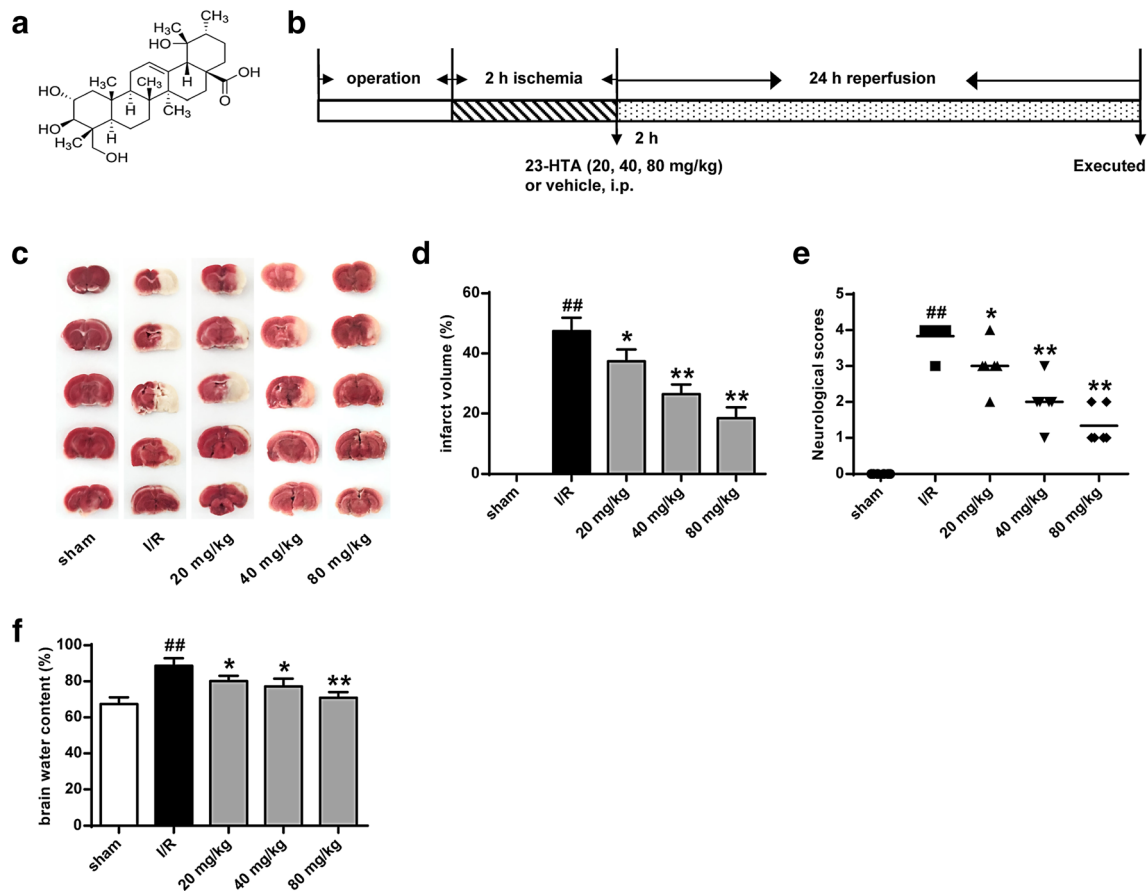 a
CH₃
H₃C
HO
H
OH
O
H₃C
CH₃
HO
H
CH₃
HO
H
H₃C
OH
b
operation
2 h ischemia
24 h reperfusion
2 h
23-HTA (20, 40, 80 mg/kg)
or vehicle, i.p.
Executed
c
sham
I/R
20 mg/kg
40 mg/kg
80 mg/kg
d
infarct volume (%)
60
40
20
0
##
*
**
**
sham
I/R
20 mg/kg
40 mg/kg
80 mg/kg
e
Neurological scores
5
4
3
2
1
0
##
*
**
**
sham
I/R
20 mg/kg
40 mg/kg
80 mg/kg
f
brain water content (%)
100
80
60
40
20
0
##
*
*
**
sham
I/R
20 mg/kg
40 mg/kg
80 mg/kg